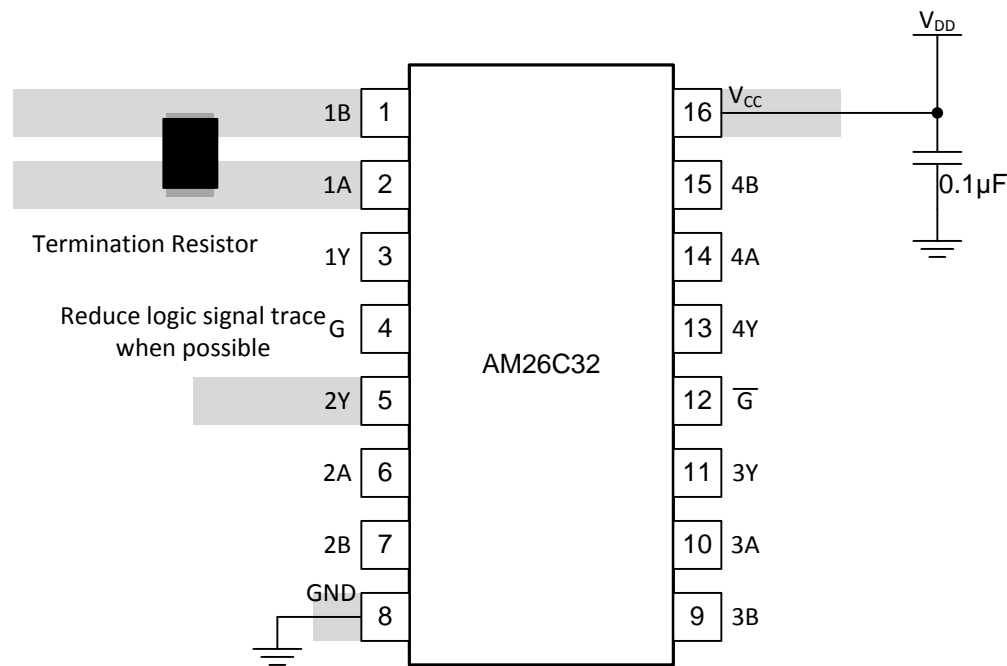 V_DD
1B 1 16 V_CC
0.1µF
1A 2 15 4B
Termination Resistor
1Y 3 14 4A
Reduce logic signal trace
when possible
G 4 13 4Y
AM26C32
2Y 5 12 G̅
2A 6 11 3Y
2B 7 10 3A
GND 8 9 3B